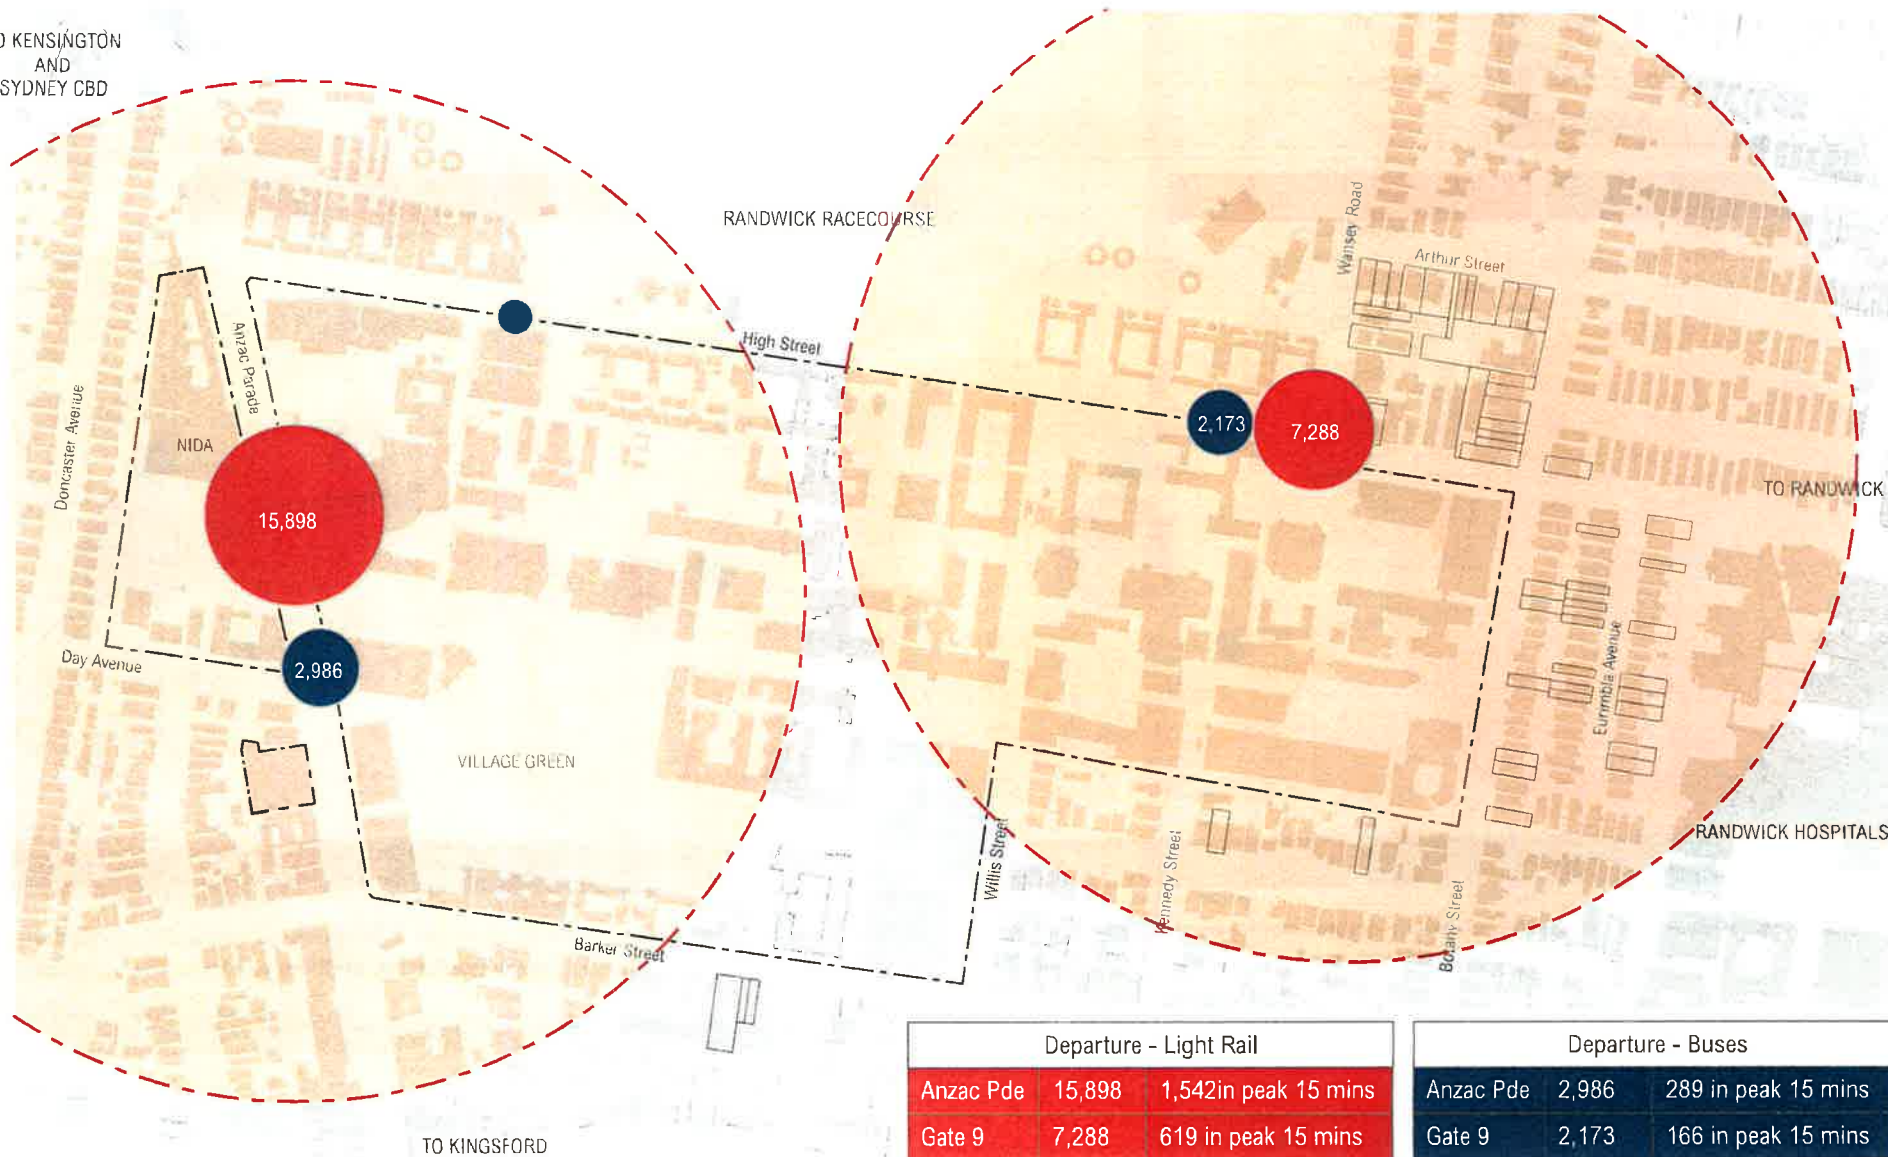 KENSINGTON
AND
SYDNEY CBD
RANDWICK RACECOURSE
Wansey Road
Arthur Street
High Street
Anzac Parade
Doncaster Avenue
NIDA
2,173
7,288
TO RANDWICK
15,898
Day Avenue
2,986
VILLAGE GREEN
Eurimbla Avenue
RANDWICK HOSPITALS
Willis Street
Kennedy Street
Botany Street
Barker Street
TO KINGSFORD
Departure - Light Rail
Anzac Pde 15,898 1,542in peak 15 mins
Gate 9 7,288 619 in peak 15 mins
Departure - Buses
Anzac Pde 2,986 289 in peak 15 mins
Gate 9 2,173 166 in peak 15 mins